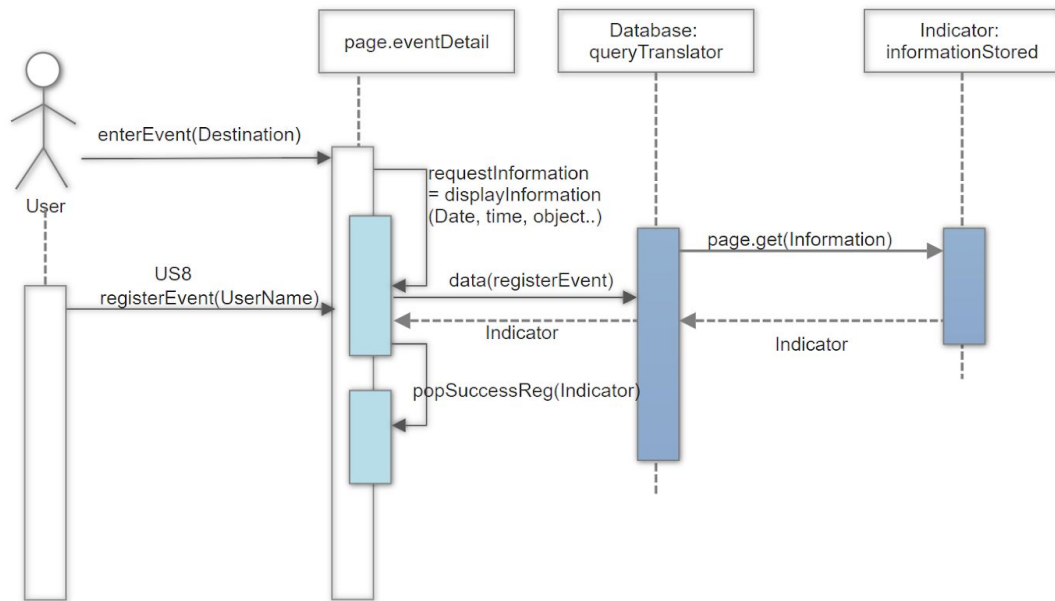 page.eventDetail
Database:
queryTranslator
Indicator:
informationStored
enterEvent(Destination)
User
requestInformation
= displayInformation
(Date, time, object..)
page.get(Information)
US8
registerEvent(UserName)
data(registerEvent)
Indicator
Indicator
popSuccessReg(Indicator)